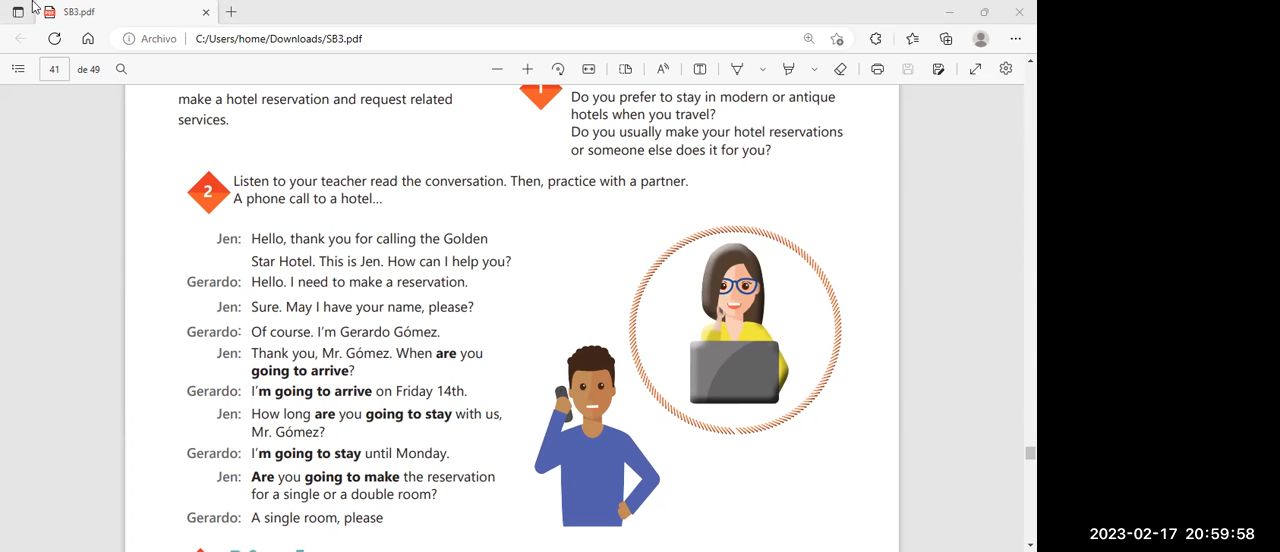 SB3.pdf
Archivo
C:/Users/home/Downloads/SB3.pdf
41
de 49
make a hotel reservation and request related
services.
1
Do you prefer to stay in modern or antique
hotels when you travel?
Do you usually make your hotel reservations
or someone else does it for you?
2
Listen to your teacher read the conversation. Then, practice with a partner.
A phone call to a hotel...
Jen: Hello, thank you for calling the Golden
Star Hotel. This is Jen. How can I help you?
Gerardo: Hello. I need to make a reservation.
Jen: Sure. May I have your name, please?
Gerardo: Of course. I'm Gerardo Gómez.
Jen: Thank you, Mr. Gómez. When are you
going to arrive?
Gerardo: I'm going to arrive on Friday 14th.
Jen: How long are you going to stay with us,
Mr. Gómez?
Gerardo: I'm going to stay until Monday.
Jen: Are you going to make the reservation
for a single or a double room?
Gerardo: A single room, please
2023-02-17 20:59:58